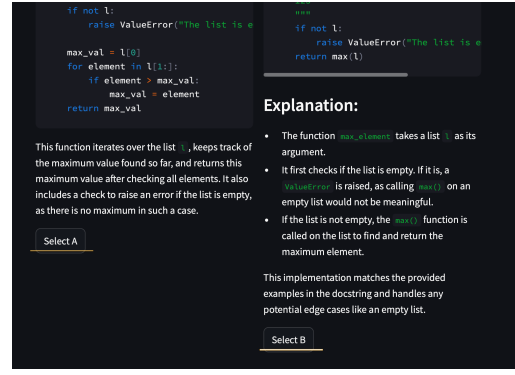 if not l:
raise ValueError("The list is e
max_val = l[0]
for element in l[1:]:
if element > max_val:
max_val = element
return max_val
This function iterates over the list l, keeps track of
the maximum value found so far, and returns this
maximum value after checking all elements. It also
includes a check to raise an error if the list is empty,
as there is no maximum in such a case.
Select A
"""
if not l:
raise ValueError("The list is e
return max(l)
Explanation:
• The function max_element takes a list l as its
argument.
• It first checks if the list is empty. If it is, a
ValueError is raised, as calling max() on an
empty list would not be meaningful.
• If the list is not empty, the max() function is
called on the list to find and return the
maximum element.
This implementation matches the provided
examples in the docstring and handles any
potential edge cases like an empty list.
Select B